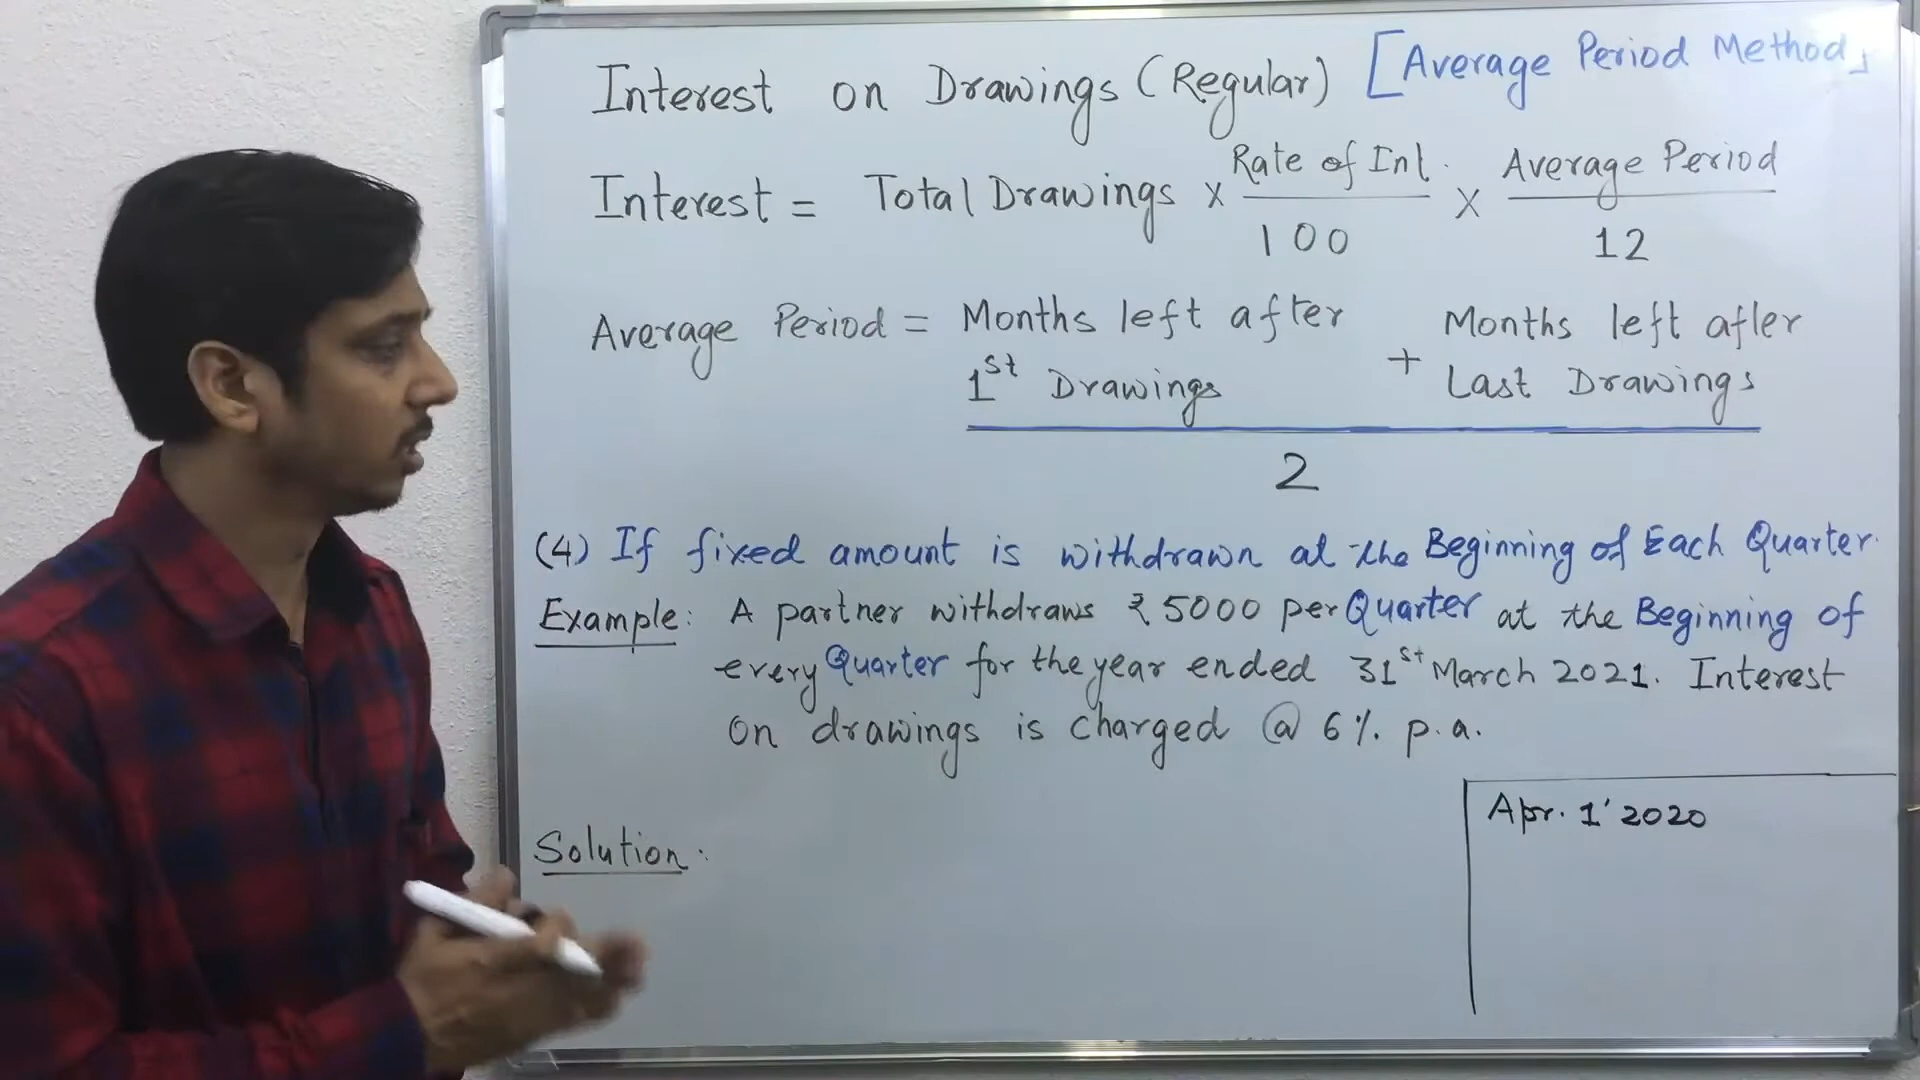 Interest on Drawings (Regular) [Average Period Method]
Interest = Total Drawings × Rate of Int. / 100 × Average Period / 12
Average Period = Months left after 1st Drawings + Months left after Last Drawings
2
(4) If fixed amount is withdrawn at the Beginning of Each Quarter.
Example: A partner withdraws ₹5000 per Quarter at the Beginning of
every Quarter for the year ended 31st March 2021. Interest
on drawings is charged @ 6% p.a.
Apr. 1' 2020
Solution: